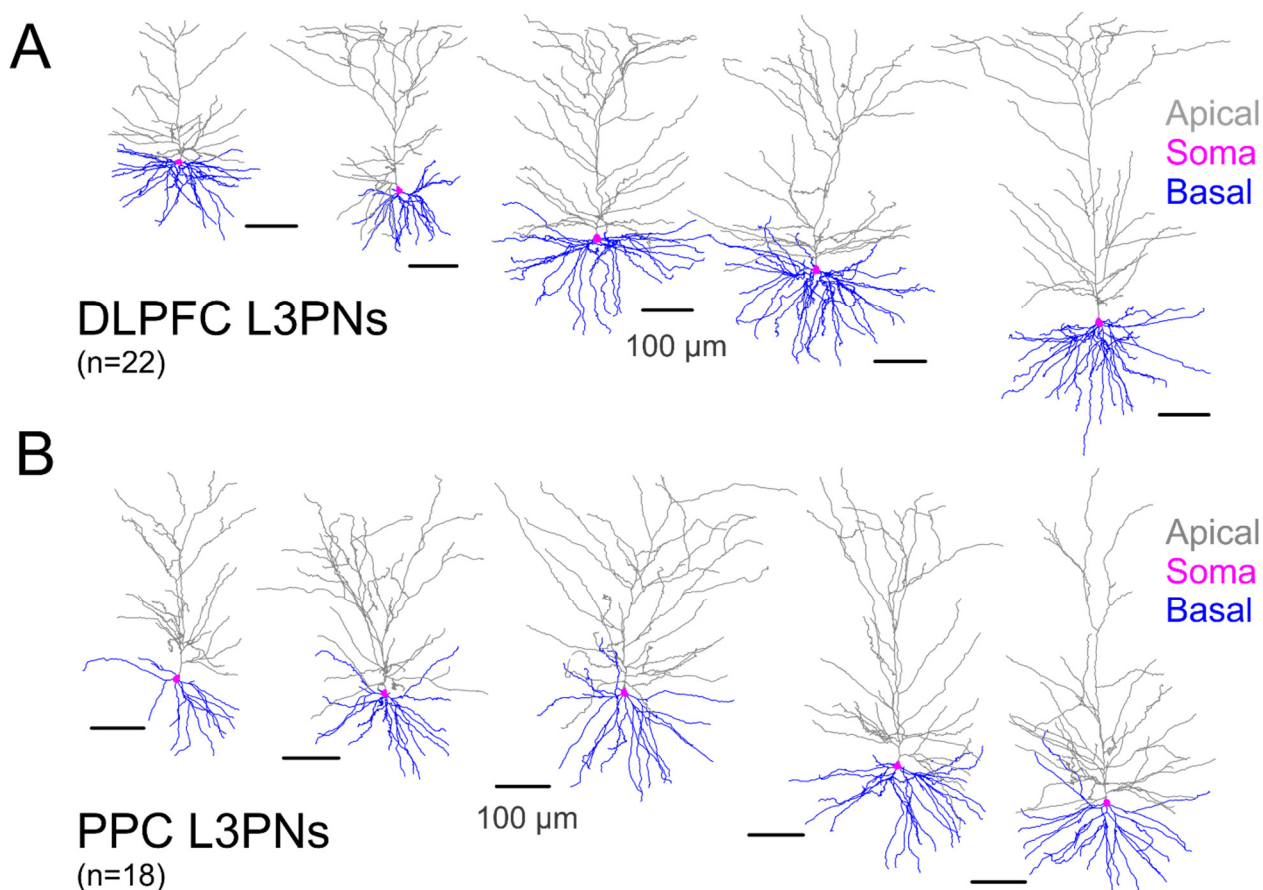 A
Apical
Soma
Basal
100 µm
DLPFC L3PNs
(n=22)
B
Apical
Soma
Basal
100 µm
PPC L3PNs
(n=18)